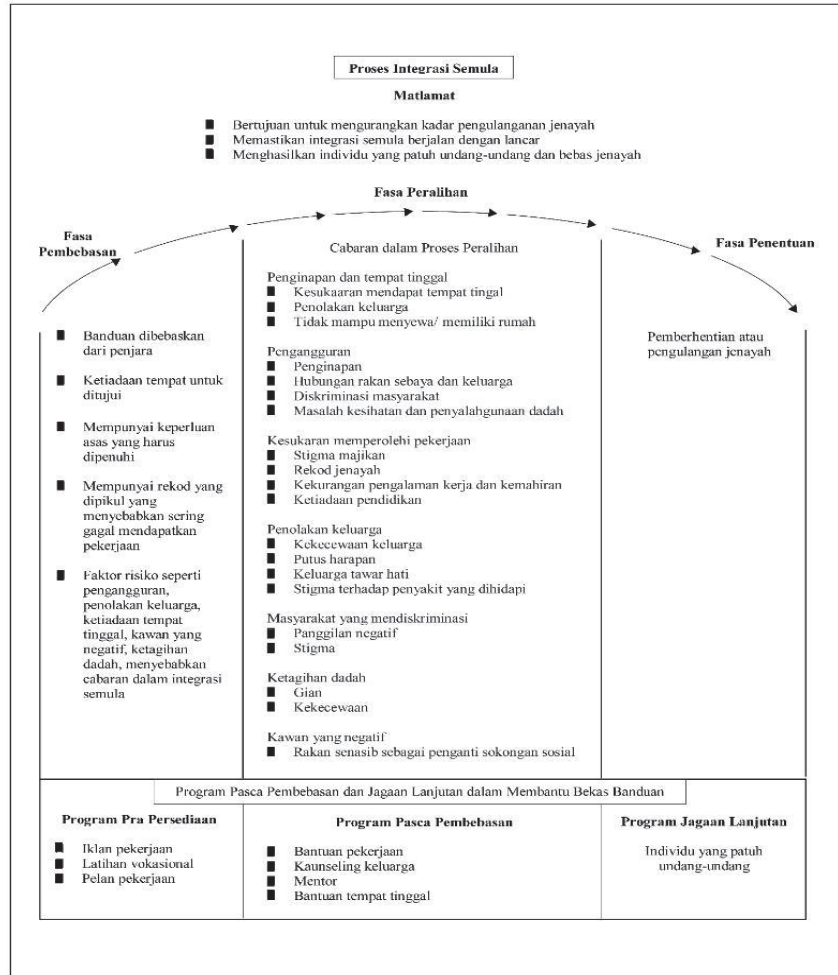 Proses Integrasi Semula
Matlamat
■ Bertujuan untuk mengurangkan kadar pengulanganan jenayah
■ Memastikan integrasi semula berjalan dengan lancar
■ Menghasilkan individu yang patuh undang-undang dan bebas jenayah
Fasa Peralihan
Fasa
Pembebasan
■ Banduan dibebaskan
dari penjara
■ Ketiadaan tempat untuk
ditujui
■ Mempunyai keperluan
asas yang harus
dipenuhi
■ Mempunyai rekod yang
dipikul yang
menyebabkan sering
gagal mendapatkan
pekerjaan
■ Faktor risiko seperti
pengangguran,
penolakan keluarga,
ketiadaan tempat
tinggal, kawan yang
negatif, ketagihan
dadah, menyebabkan
cabaran dalam integrasi
semula
Cabaran dalam Proses Peralihan
Penginapan dan tempat tinggal
■ Kesukaaran mendapat tempat tingal
■ Penolakan keluarga
■ Tidak mampu menyewa/ memiliki rumah
Pengangguran
■ Penginapan
■ Hubungan rakan sebaya dan keluarga
■ Diskriminasi masyarakat
■ Masalah kesihatan dan penyalahgunaan dadah
Kesukaran memperolehi pekerjaan
■ Stigma majikan
■ Rekod jenayah
■ Kekurangan pengalaman kerja dan kemahiran
■ Ketiadaan pendidikan
Penolakan keluarga
■ Kekecewaan keluarga
■ Putus harapan
■ Keluarga tawar hati
■ Stigma terhadap penyakit yang dihidapi
Masyarakat yang mendiskriminasi
■ Panggilan negatif
■ Stigma
Ketagihan dadah
■ Gian
■ Kekecewaan
Kawan yang negatif
■ Rakan senasib sebagai penganti sokongan sosial
Fasa Penentuan
Pemberhentian atau
pengulangan jenayah
Program Pasca Pembebasan dan Jagaan Lanjutan dalam Membantu Bekas Banduan
Program Pra Persediaan
■ Iklan pekerjaan
■ Latihan vokasional
■ Pelan pekerjaan
Program Pasca Pembebasan
■ Bantuan pekerjaan
■ Kaunseling keluarga
■ Mentor
■ Bantuan tempat tinggal
Program Jagaan Lanjutan
Individu yang patuh
undang-undang